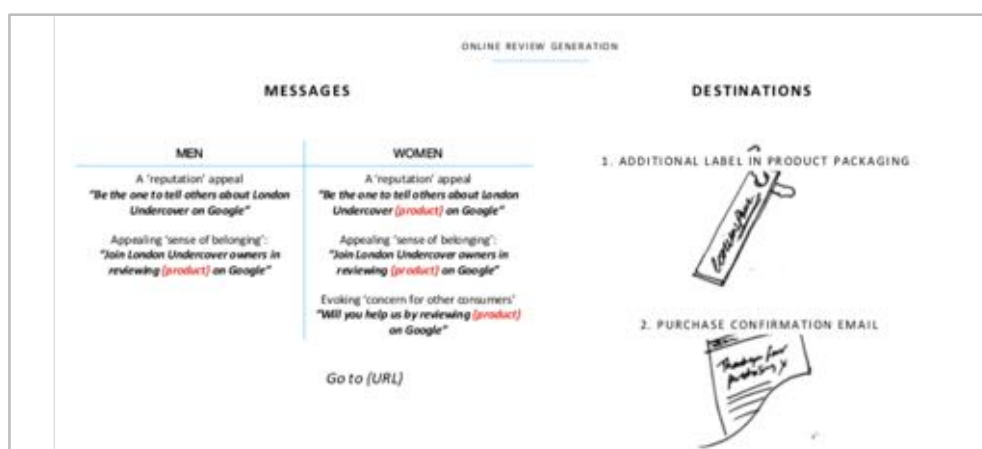 ONLINE REVIEW GENERATION
MESSAGES
MEN
A 'reputation' appeal
"Be the one to tell others about London
Undercover on Google"
Appealing 'sense of belonging':
"Join London Undercover owners in
reviewing {product} on Google"
WOMEN
A 'reputation' appeal
"Be the one to tell others about London
Undercover {product} on Google"
Appealing 'sense of belonging':
"Join London Undercover owners in
reviewing {product} on Google"
Evoking 'concern for other consumers'
"Will you help us by reviewing {product}
on Google"
Go to {URL}
DESTINATIONS
1. ADDITIONAL LABEL IN PRODUCT PACKAGING
2. PURCHASE CONFIRMATION EMAIL